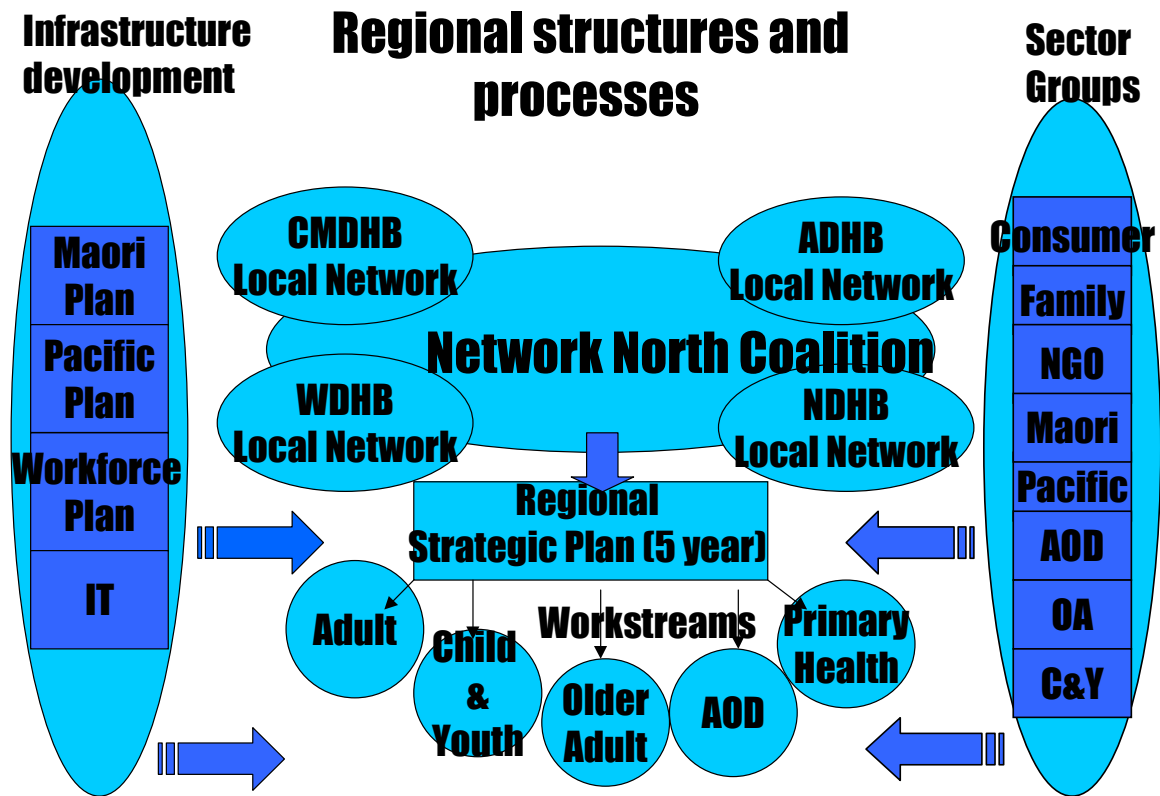 Infrastructure
development
Regional structures and
processes
Sector
Groups
Maori
Plan
Pacific
Plan
Workforce
Plan
IT
CMDHB
Local Network
ADHB
Local Network
Network North Coalition
WDHB
Local Network
NDHB
Local Network
Regional
Strategic Plan (5 year)
Workstreams
Adult
Child
&
Youth
Older
Adult
AOD
Primary
Health
Consumer
Family
NGO
Maori
Pacific
AOD
OA
C&Y